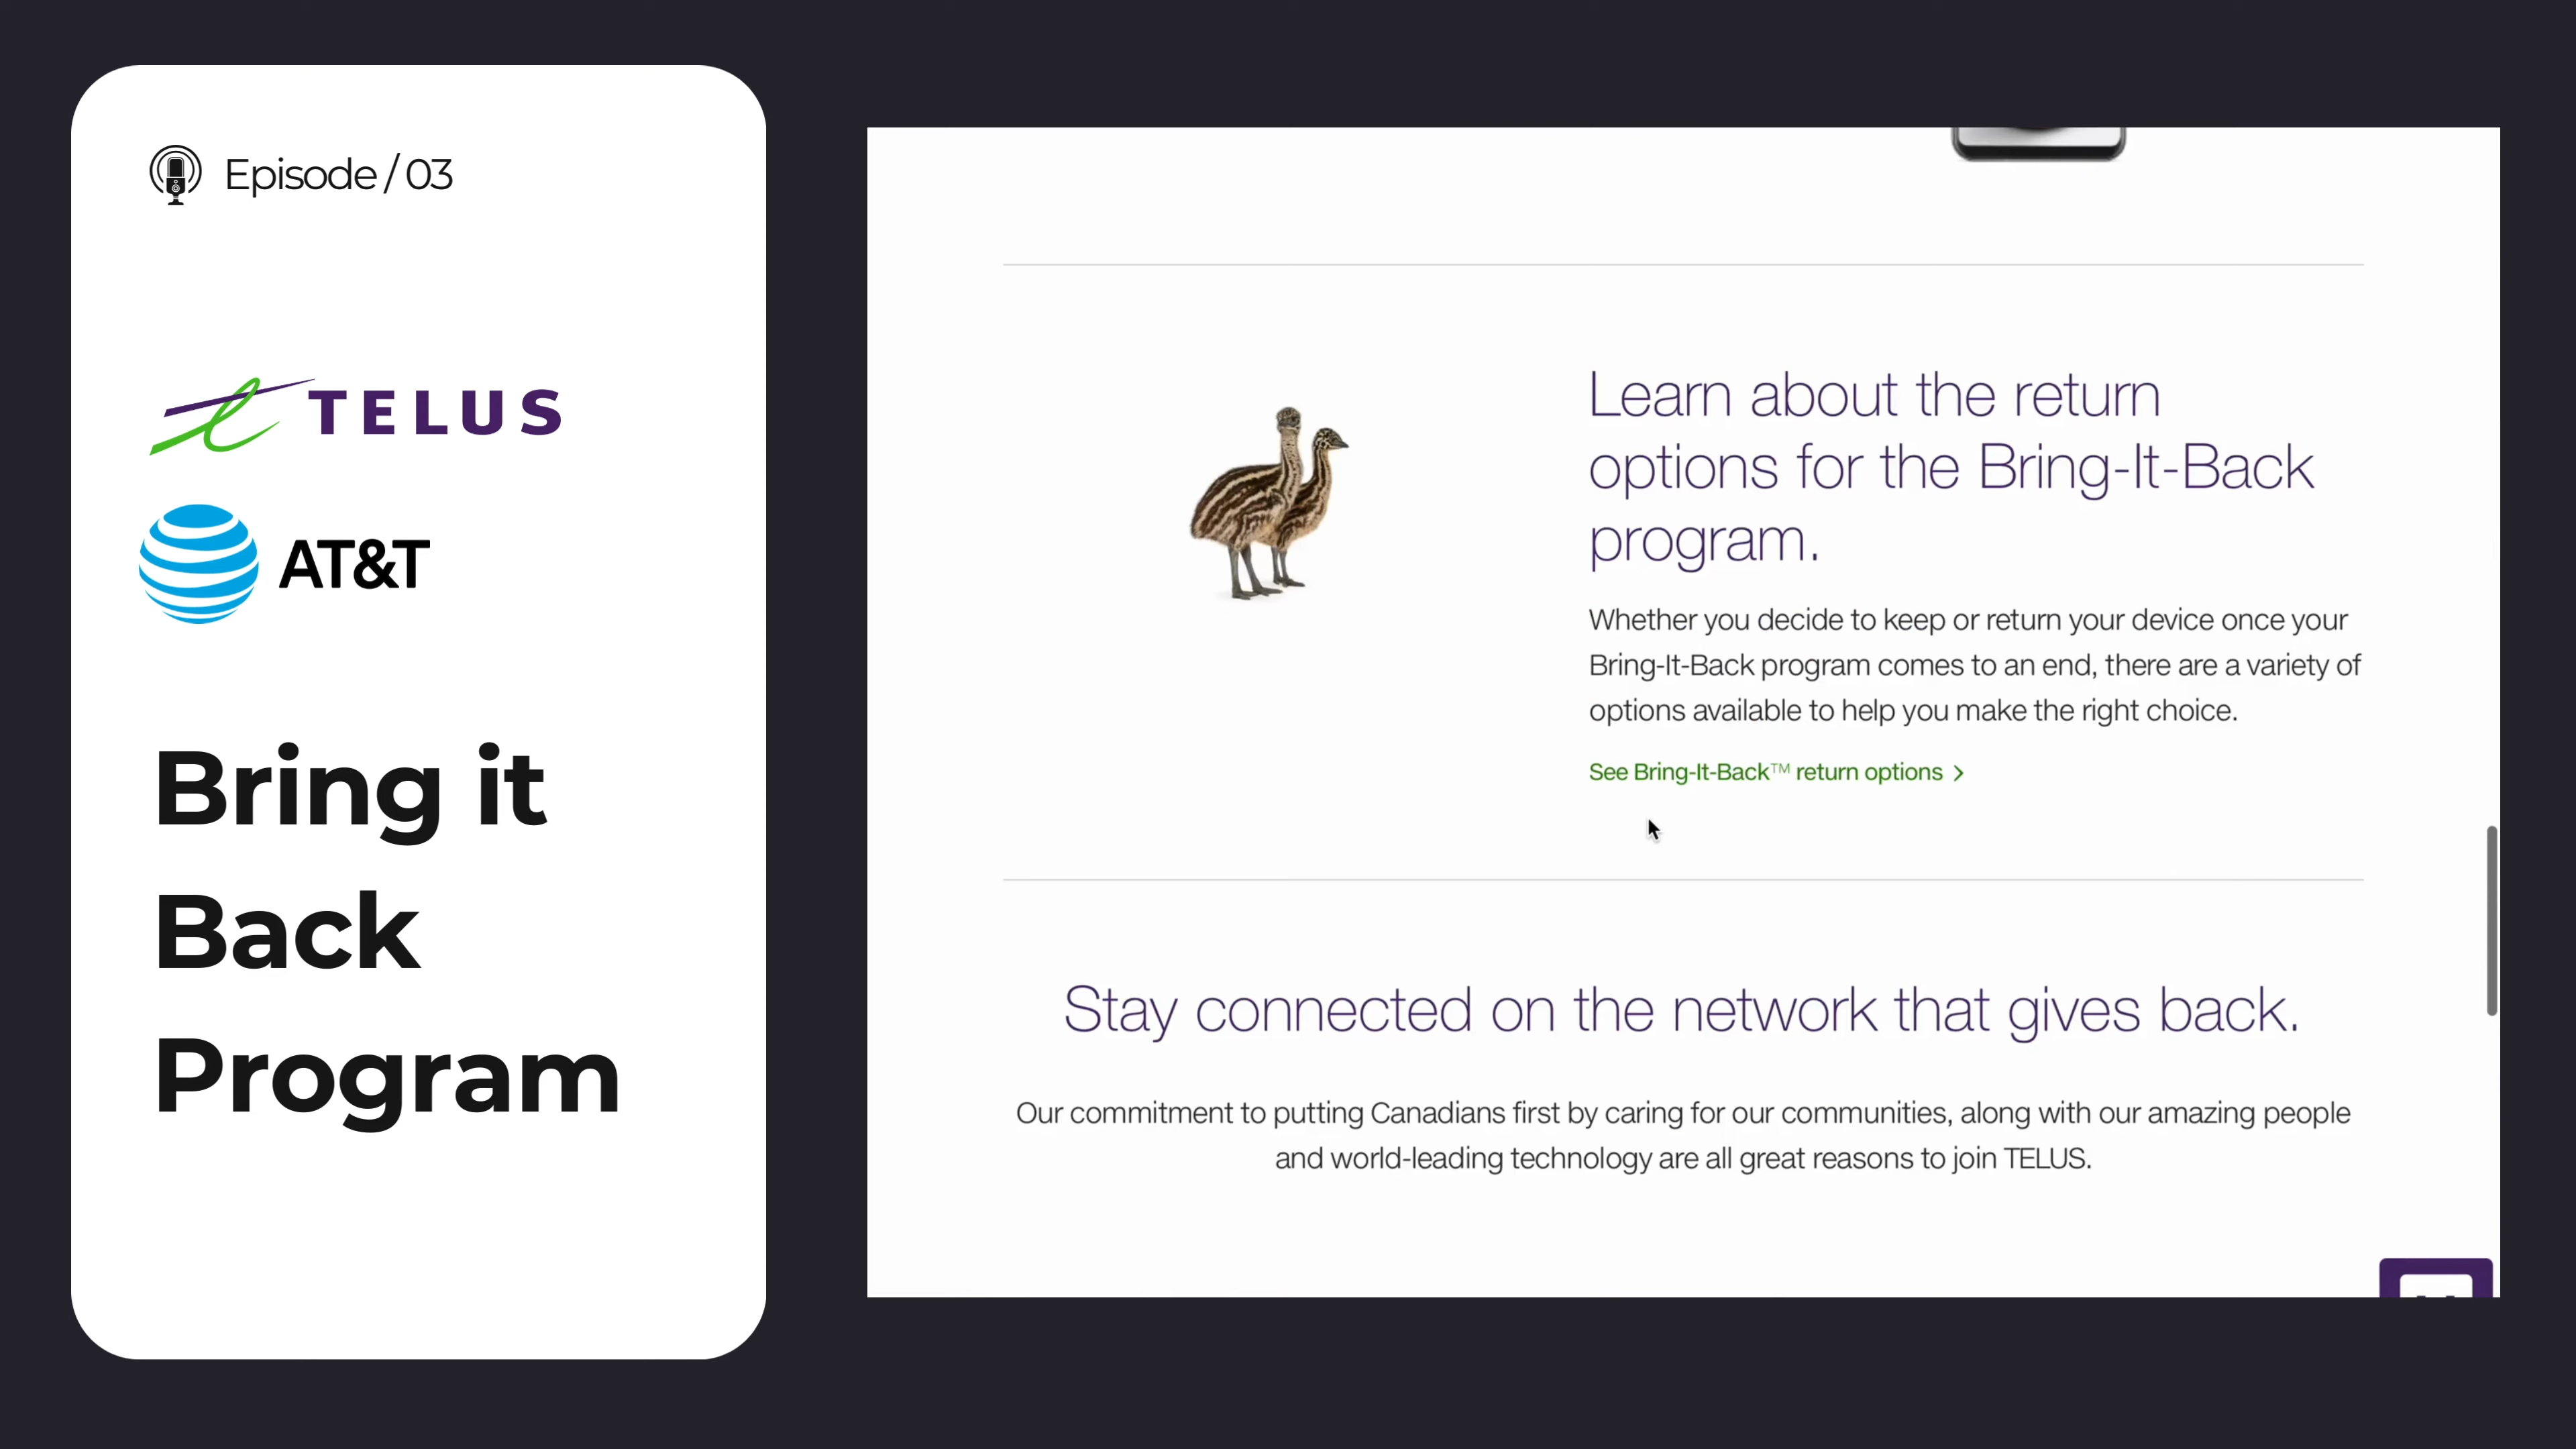 Episode / 03
TELUS
AT&T
Bring it
Back
Program
Learn about the return
options for the Bring-It-Back
program.
Whether you decide to keep or return your device once your
Bring-It-Back program comes to an end, there are a variety of
options available to help you make the right choice.
See Bring-It-Back™ return options >
Stay connected on the network that gives back.
Our commitment to putting Canadians first by caring for our communities, along with our amazing people
and world-leading technology are all great reasons to join TELUS.